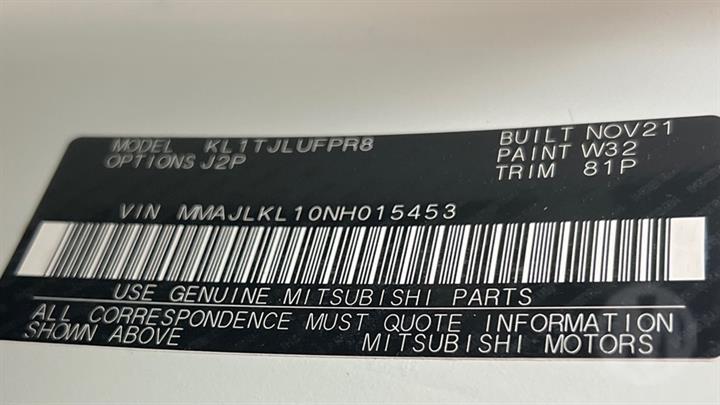 MODEL KL1TJLUFPR8 BUILT NOV21
OPTIONS J2P PAINT W32
TRIM 81P
VIN MMAJLKL10NH015453
USE GENUINE MITSUBISHI PARTS
ALL CORRESPONDENCE MUST QUOTE INFORMATION
SHOWN ABOVE MITSUBISHI MOTORS